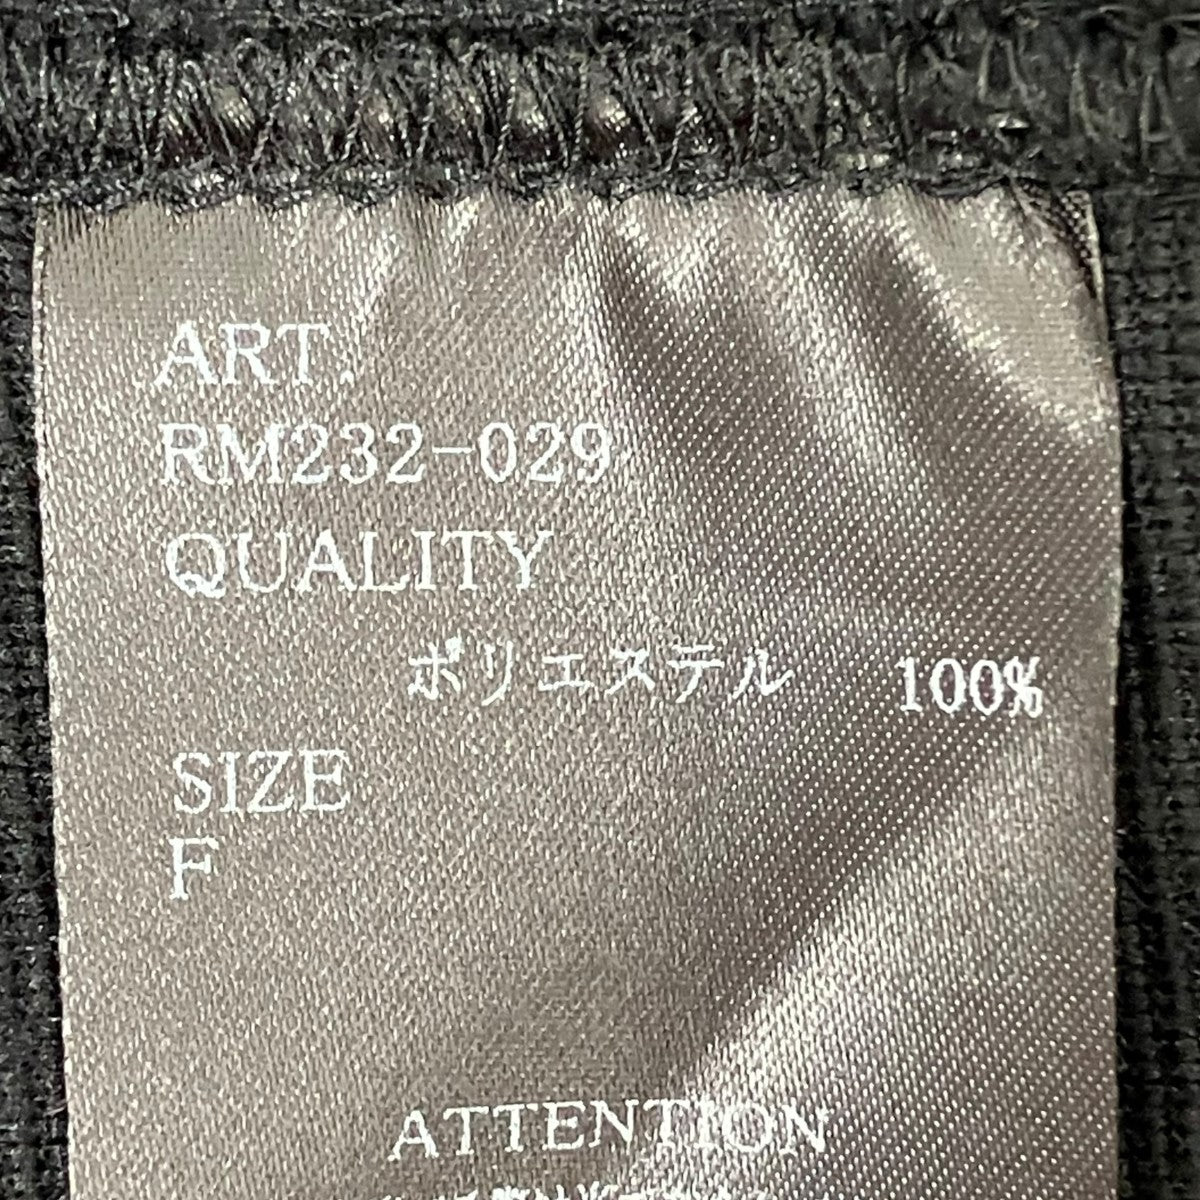 ART.
RM232-029
QUALITY
ポリエステル 100%
SIZE
F
ATTENTION